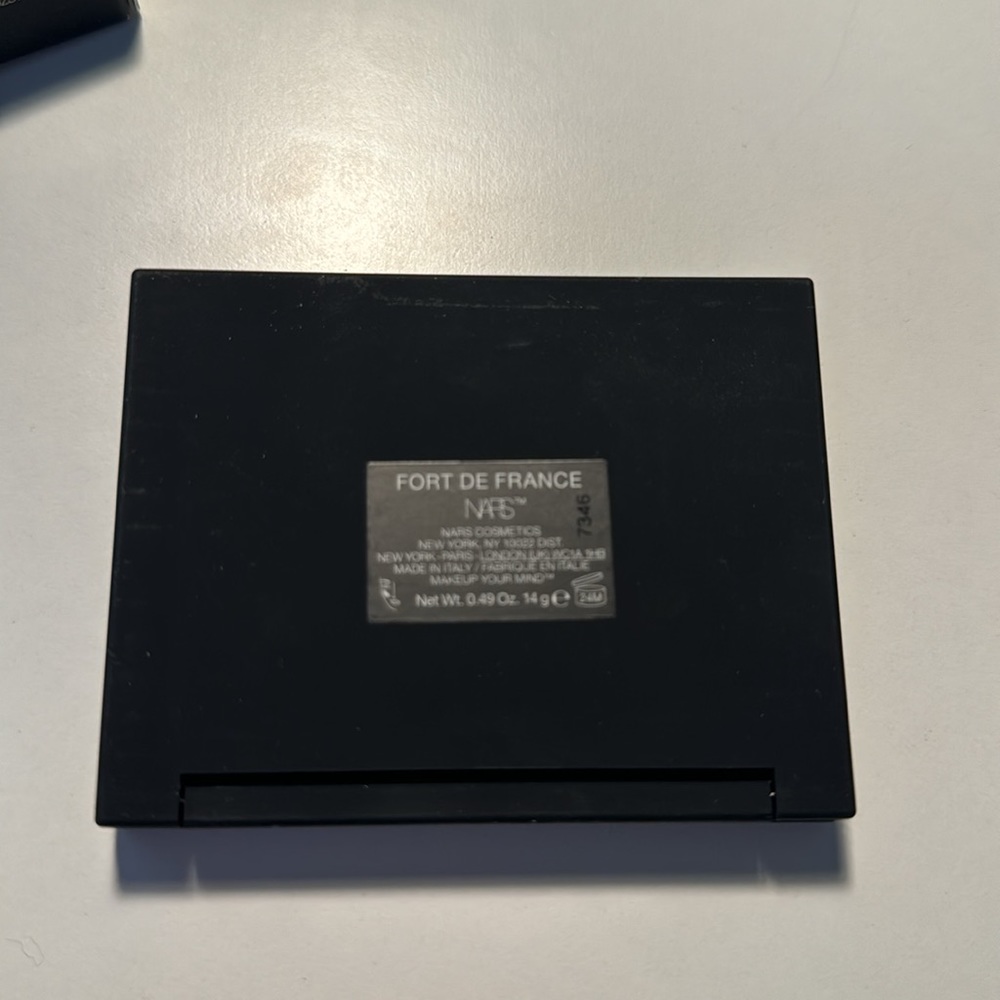 FORT DE FRANCE
NARS™
7346
NARS COSMETICS
NEW YORK, NY 10022 DIST
NEW YORK - PARIS - LONDON (UK) WC1A 9HB
MADE IN ITALY / FABRIQUÉ EN ITALIE
MAKEUP YOUR MIND™
Net Wt. 0.49 Oz. 14 g ℮ 24M